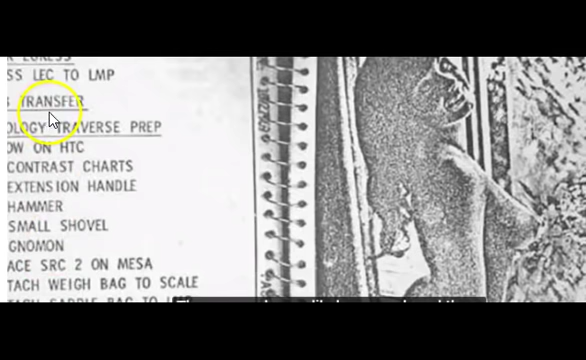 SS LEC TO LMP
TRANSFER
OLOGY TRAVERSE PREP
OW ON HTC
CONTRAST CHARTS
EXTENSION HANDLE
HAMMER
SMALL SHOVEL
GNOMON
ACE SRC 2 ON MESA
TACH WEIGH BAG TO SCALE